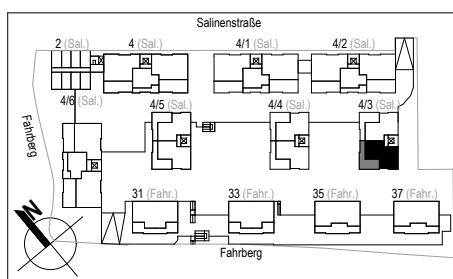 Salinenstraße
2 (Sal.) 4 (Sal.) 4/1 (Sal.) 4/2 (Sal.)
4/6 (Sal.) 4/5 (Sal.) 4/4 (Sal.) 4/3 (Sal.)
Fahrberg
31 (Fahr.) 33 (Fahr.) 35 (Fahr.) 37 (Fahr.)
N
Fahrberg